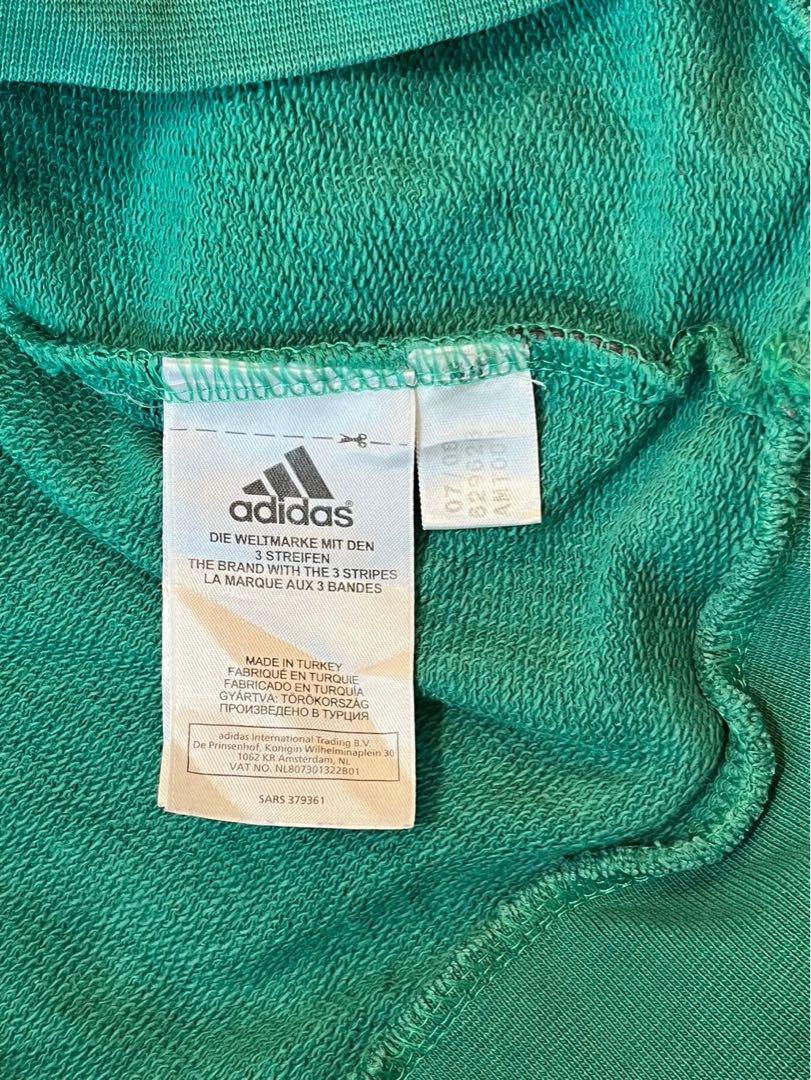 adidas®
DIE WELTMARKE MIT DEN
3 STREIFEN
THE BRAND WITH THE 3 STRIPES
LA MARQUE AUX 3 BANDES
MADE IN TURKEY
FABRIQUÉ EN TURQUIE
FABRICADO EN TURQUÍA
GYÁRTVA: TÖRÖKORSZÁG
ПРОИЗВЕДЕНО В ТУРЦИЯ
adidas International Trading B.V.
De Prinsenhof, Konigin Wilhelminaplein 30
1062 KR Amsterdam, NL
VAT NO. NL807301322B01
SARS 379361
07/08
AM1001